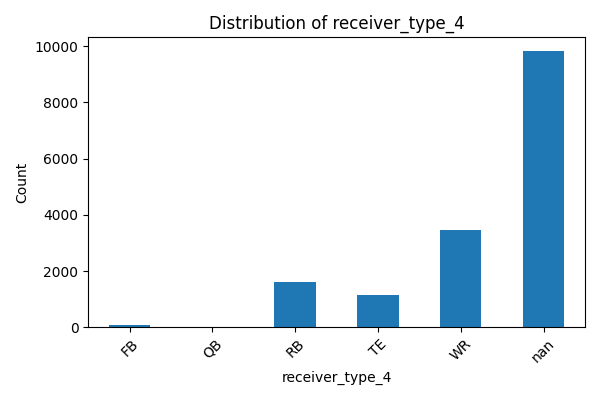 Distribution of receiver_type_4
10000
8000
6000
4000
2000
0
Count
FB
QB
RB
TE
WR
nan
receiver_type_4